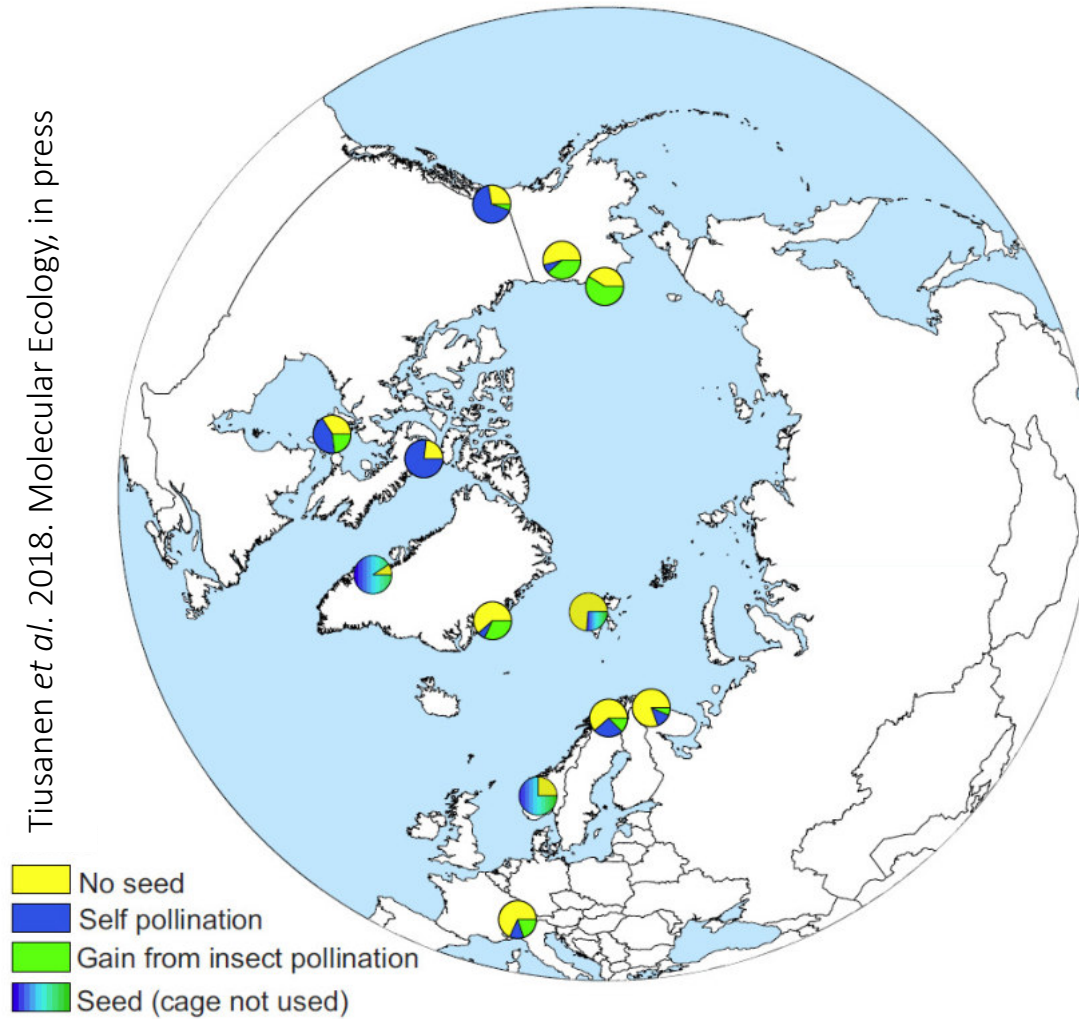 Tiusanen et al. 2018. Molecular Ecology, in press
No seed
Self pollination
Gain from insect pollination
Seed (cage not used)